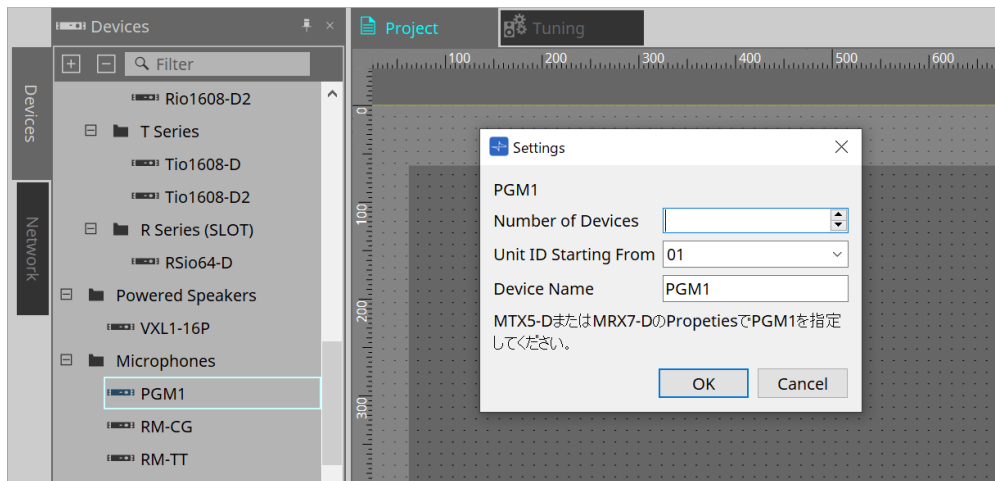 Devices
Project
Tuning
Filter
100
200
300
400
500
600
Devices
Network
Rio1608-D2
T Series
Tio1608-D
Tio1608-D2
R Series (SLOT)
RSio64-D
Powered Speakers
VXL1-16P
Microphones
PGM1
RM-CG
RM-TT
0
100
200
300
Settings
PGM1
Number of Devices
Unit ID Starting From 01
Device Name PGM1
MTX5-DまたはMRX7-DのPropetiesでPGM1を指定
してください。
OK Cancel